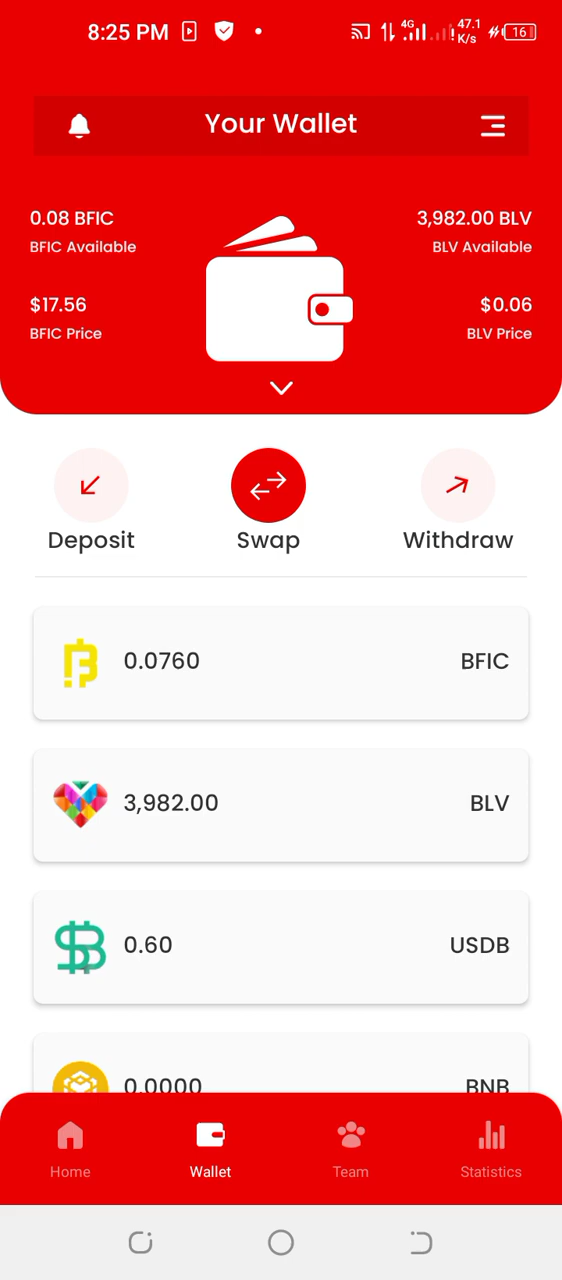 8:25 PM 4G 47.1 K/s 16
Your Wallet
0.08 BFIC 3,982.00 BLV
BFIC Available BLV Available
$17.56 $0.06
BFIC Price BLV Price
Deposit Swap Withdraw
0.0760 BFIC
3,982.00 BLV
0.60 USDB
0.0000 BNB
Home Wallet Team Statistics